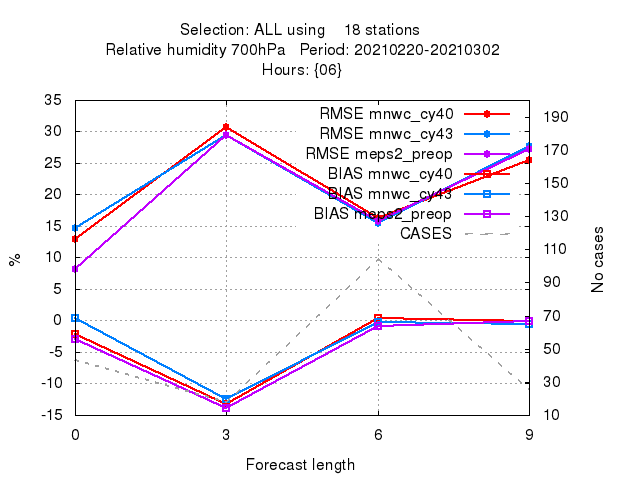 Selection: ALL using    18 stations
Relative humidity 700hPa   Period: 20210220-20210302
Hours: {06}
35
30
25
20
15
10
5
0
-5
-10
-15
%
RMSE mnwc_cy40
RMSE mnwc_cy43
RMSE meps2_preop
BIAS mnwc_cy40
BIAS mnwc_cy43
BIAS meps2_preop
CASES
190
170
150
130
110
90
70
50
30
10
No cases
0 3 6 9
Forecast length